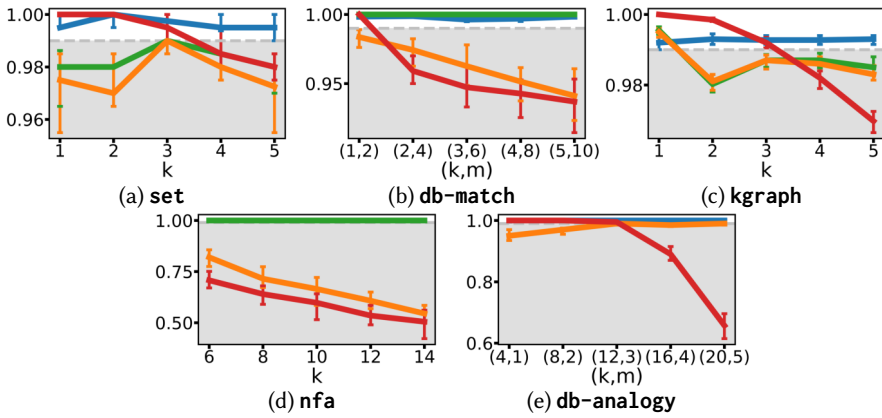 1.00
0.98
0.96
1 2 3 4 5
k
(a) set
0.95
(1,2) (2,4) (3,6) (4,8) (5,10)
(k,m)
(b) db-match
1.00
0.98
1 2 3 4 5
k
(c) kgraph
1.00
0.75
0.50
6 8 10 12 14
k
(d) nfa
1.0
0.8
0.6
(4,1) (8,2) (12,3) (16,4) (20,5)
(k,m)
(e) db-analogy